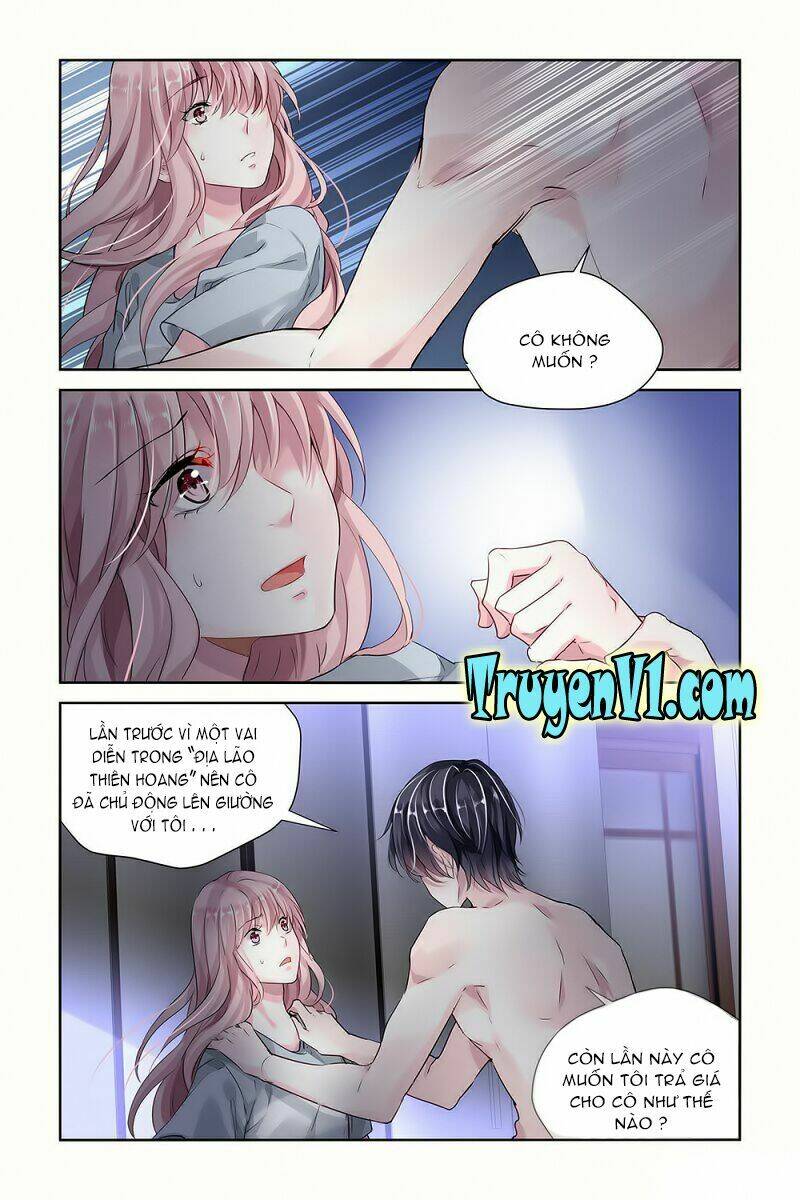 CÔ KHÔNG
MUỐN ?
TRUYENV1.COM
LẦN TRƯỚC VÌ MỘT VAI
DIỄN TRONG "ĐỊA LÃO
THIÊN HOANG" NÊN CÔ
ĐÃ CHỦ ĐỘNG LÊN GIƯỜNG
VỚI TÔI . . .
CÒN LẦN NÀY CÔ
MUỐN TÔI TRẢ GIÁ
CHO CÔ NHƯ THẾ
NÀO ?